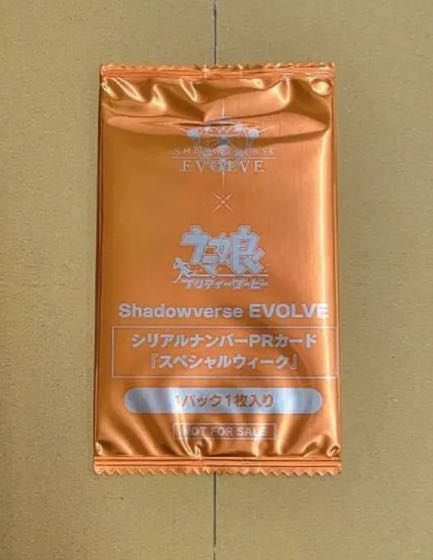 SHADOWVERSE
EVOLVE
×
ウマ娘
プリティーダービー
Shadowverse EVOLVE
シリアルナンバーPRカード
『スペシャルウィーク』
1パック1枚入り
NOT FOR SALE